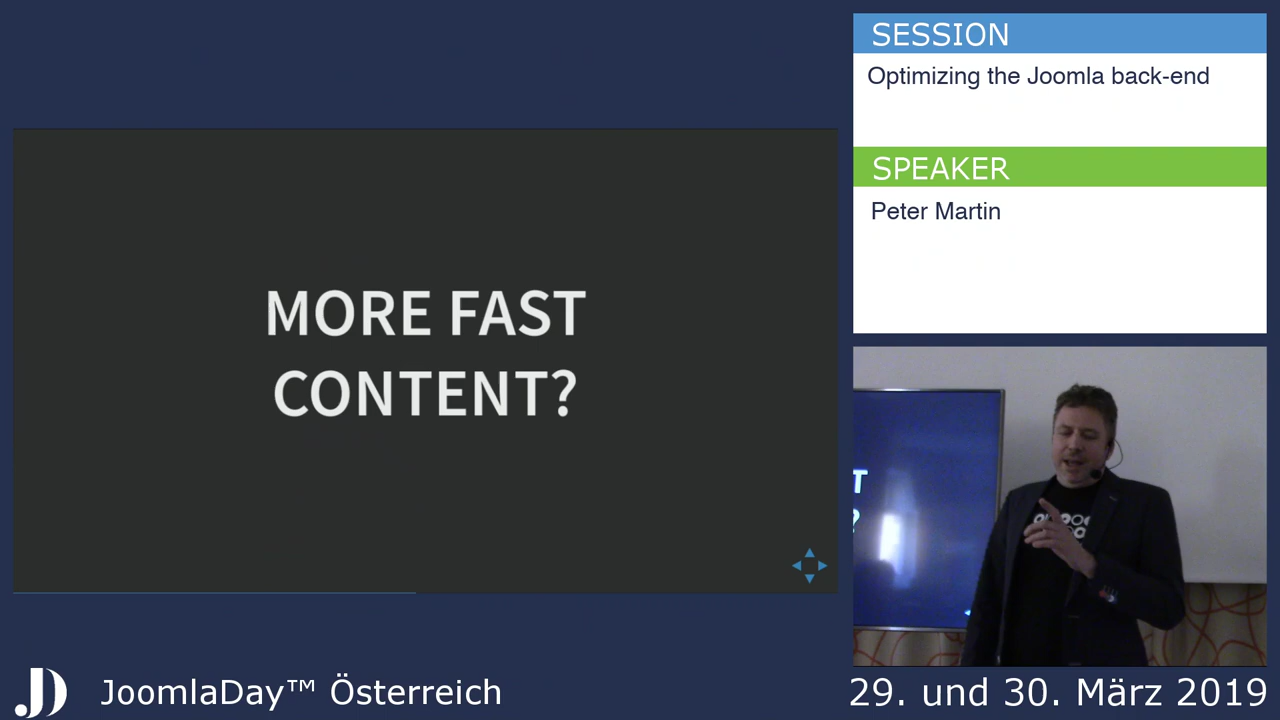 SESSION
Optimizing the Joomla back-end
SPEAKER
Peter Martin
MORE FAST
CONTENT?
T
?
JD
JoomlaDay™ Österreich
29. und 30. März 2019